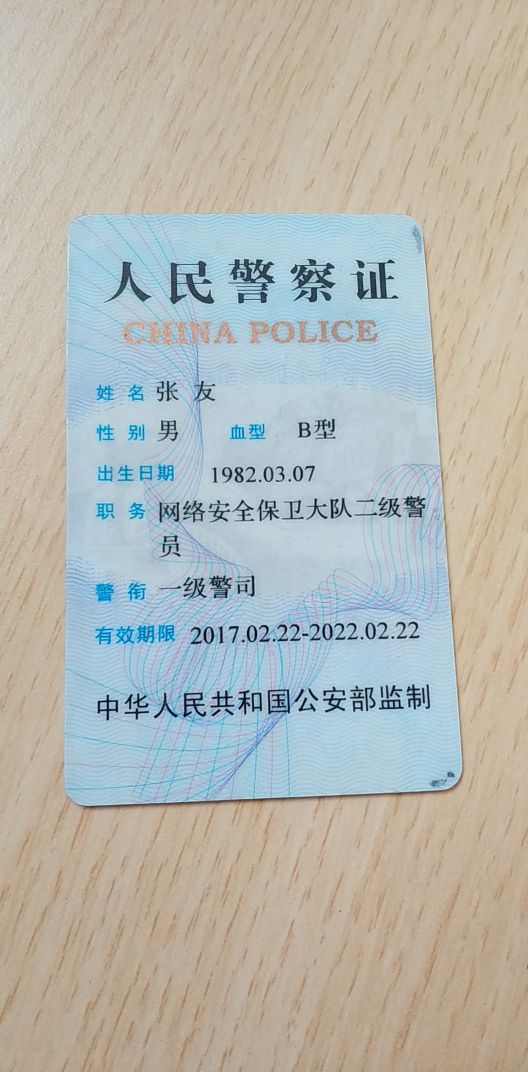 人民警察证
CHINA POLICE
姓名 张友
性别 男 血型 B型
出生日期 1982.03.07
职务 网络安全保卫大队二级警
员
警衔 一级警司
有效期限 2017.02.22-2022.02.22
中华人民共和国公安部监制